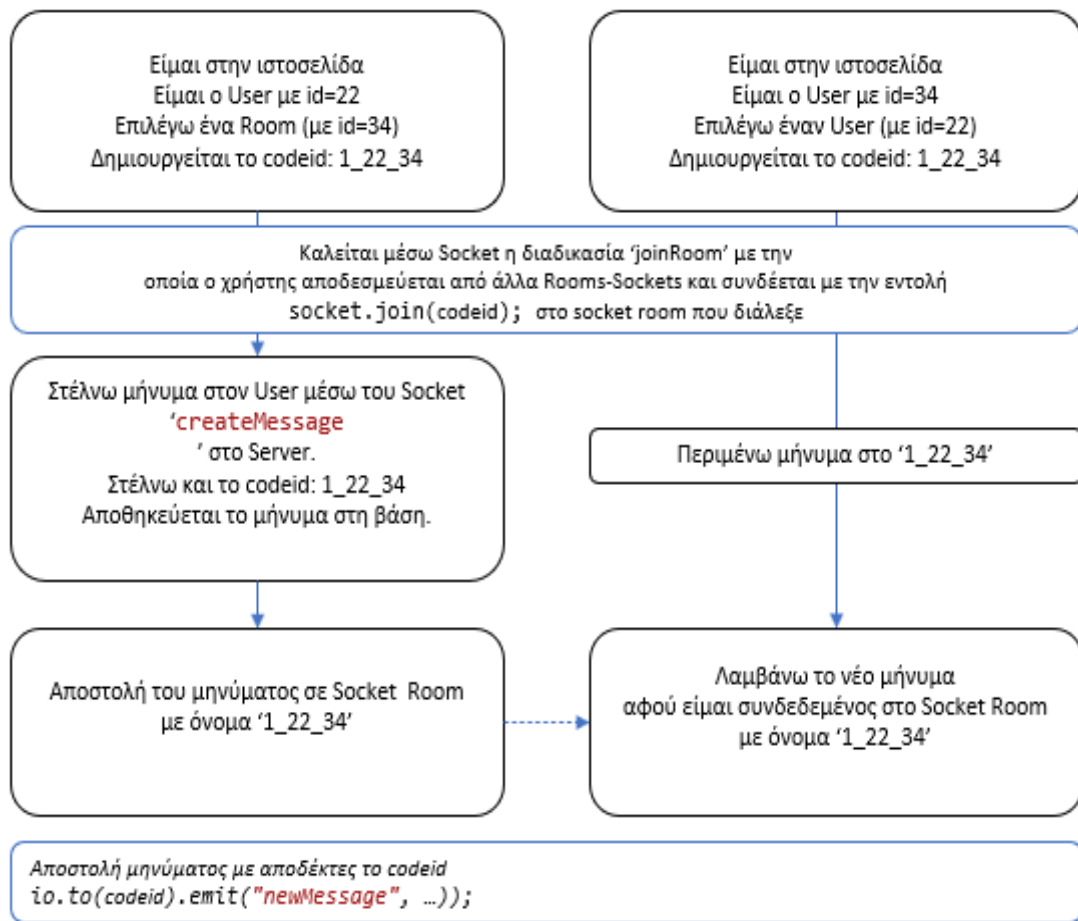 Είμαι στην ιστοσελίδα
Είμαι ο User με id=22
Επιλέγω ένα Room (με id=34)
Δημιουργείται το codeid: 1_22_34
Είμαι στην ιστοσελίδα
Είμαι ο User με id=34
Επιλέγω έναν User (με id=22)
Δημιουργείται το codeid: 1_22_34
Καλείται μέσω Socket η διαδικασία ‘joinRoom’ με την
οποία ο χρήστης αποδεσμεύεται από άλλα Rooms-Sockets και συνδέεται με την εντολή
socket.join(codeid); στο socket room που διάλεξε
Στέλνω μήνυμα στον User μέσω του Socket
‘createMessage
’ στο Server.
Στέλνω και το codeid: 1_22_34
Αποθηκεύεται το μήνυμα στη βάση.
Περιμένω μήνυμα στο ‘1_22_34’
Αποστολή του μηνύματος σε Socket Room
με όνομα ‘1_22_34’
Λαμβάνω το νέο μήνυμα
αφού είμαι συνδεδεμένος στο Socket Room
με όνομα ‘1_22_34’
Αποστολή μηνύματος με αποδέκτες το codeid
io.to(codeid).emit("newMessage", …));